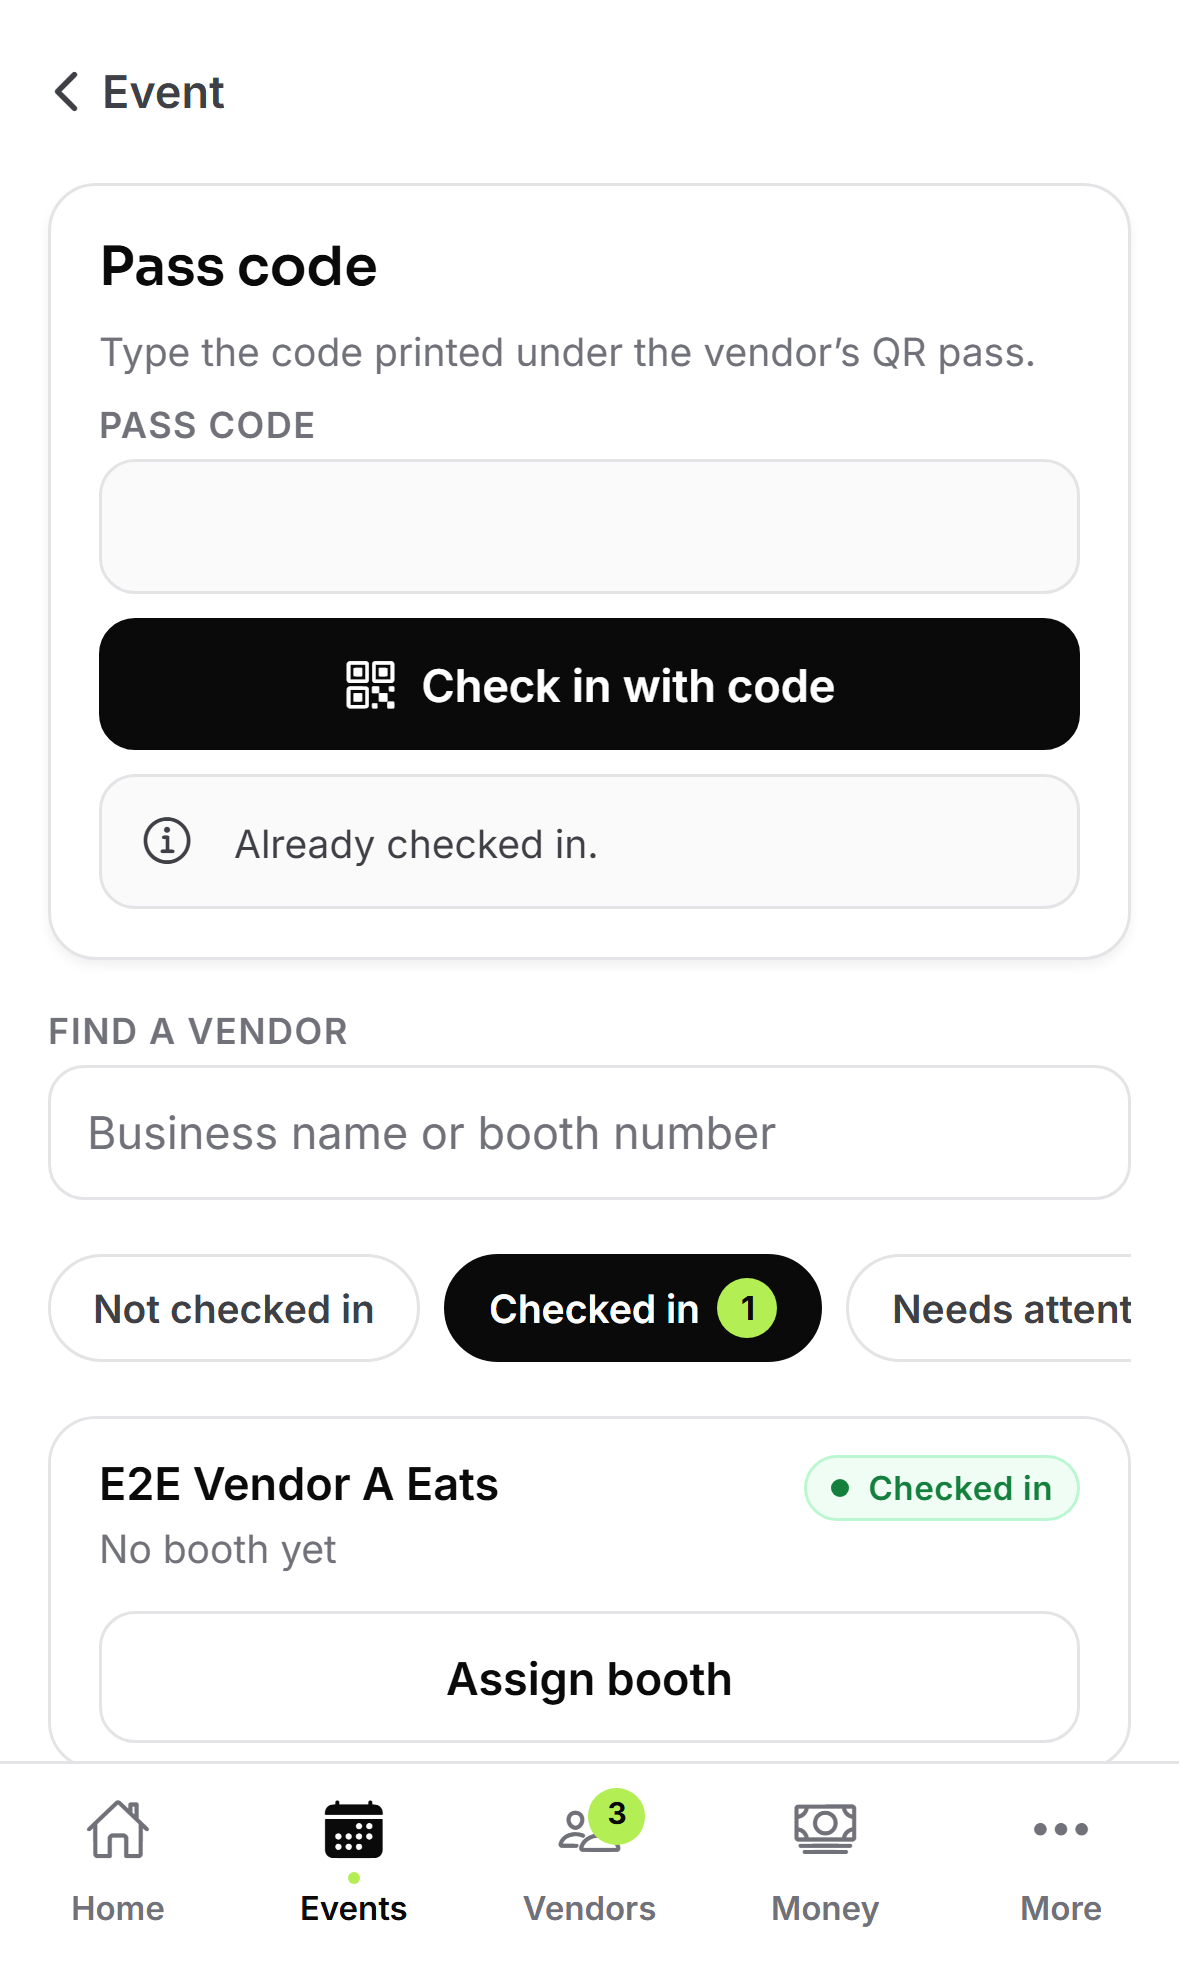 Event
Pass code
Type the code printed under the vendor’s QR pass.
PASS CODE
Check in with code
Already checked in.
FIND A VENDOR
Business name or booth number
Not checked in
Checked in 1
Needs attent
E2E Vendor A Eats
Checked in
No booth yet
Assign booth
3
Home
Events
Vendors
Money
More